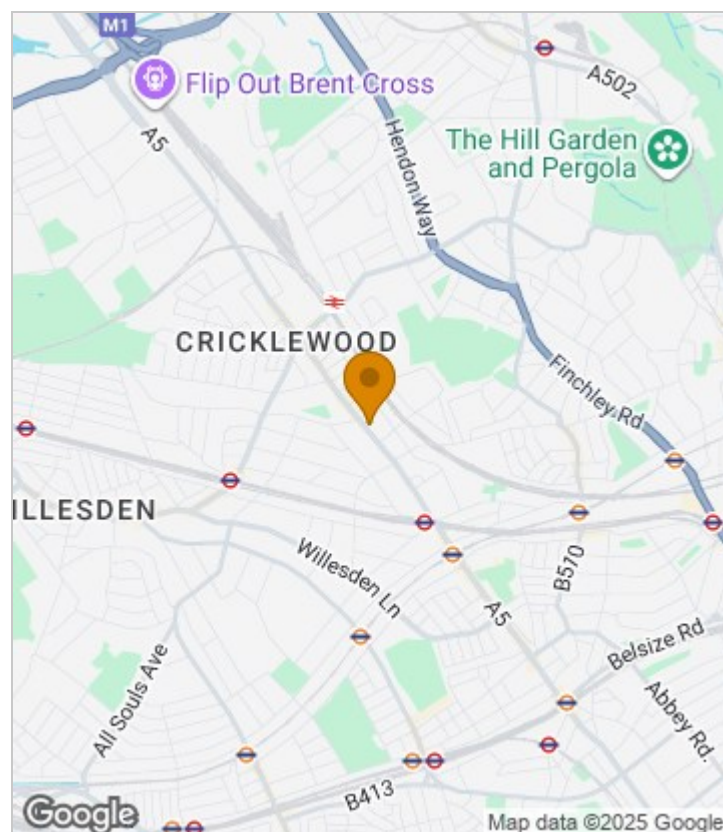 M1
Flip Out Brent Cross
A502
A5
Hendon Way
The Hill Garden
and Pergola
CRICKLEWOOD
Finchley Rd
ILLESDEN
Willesden Ln
B570
A5
Belsize Rd
All Souls Ave
Abbey Rd.
B413
Google
Map data ©2025 Google